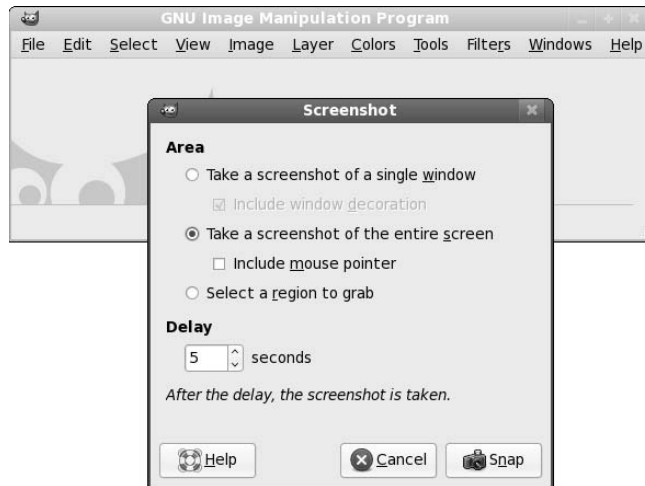 GNU Image Manipulation Program
File Edit Select View Image Layer Colors Tools Filters Windows Help
Screenshot
Area
Take a screenshot of a single window
Include window decoration
Take a screenshot of the entire screen
Include mouse pointer
Select a region to grab
Delay
5 seconds
After the delay, the screenshot is taken.
Help Cancel Snap